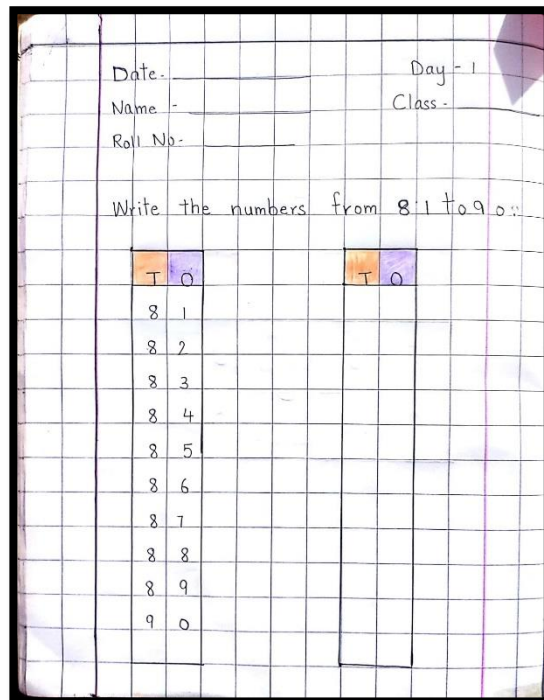 Date- Day - 1
Name - Class -
Roll No-
Write the numbers from 81 to 90:-
T O T O
8 1
8 2
8 3
8 4
8 5
8 6
8 7
8 8
8 9
9 0